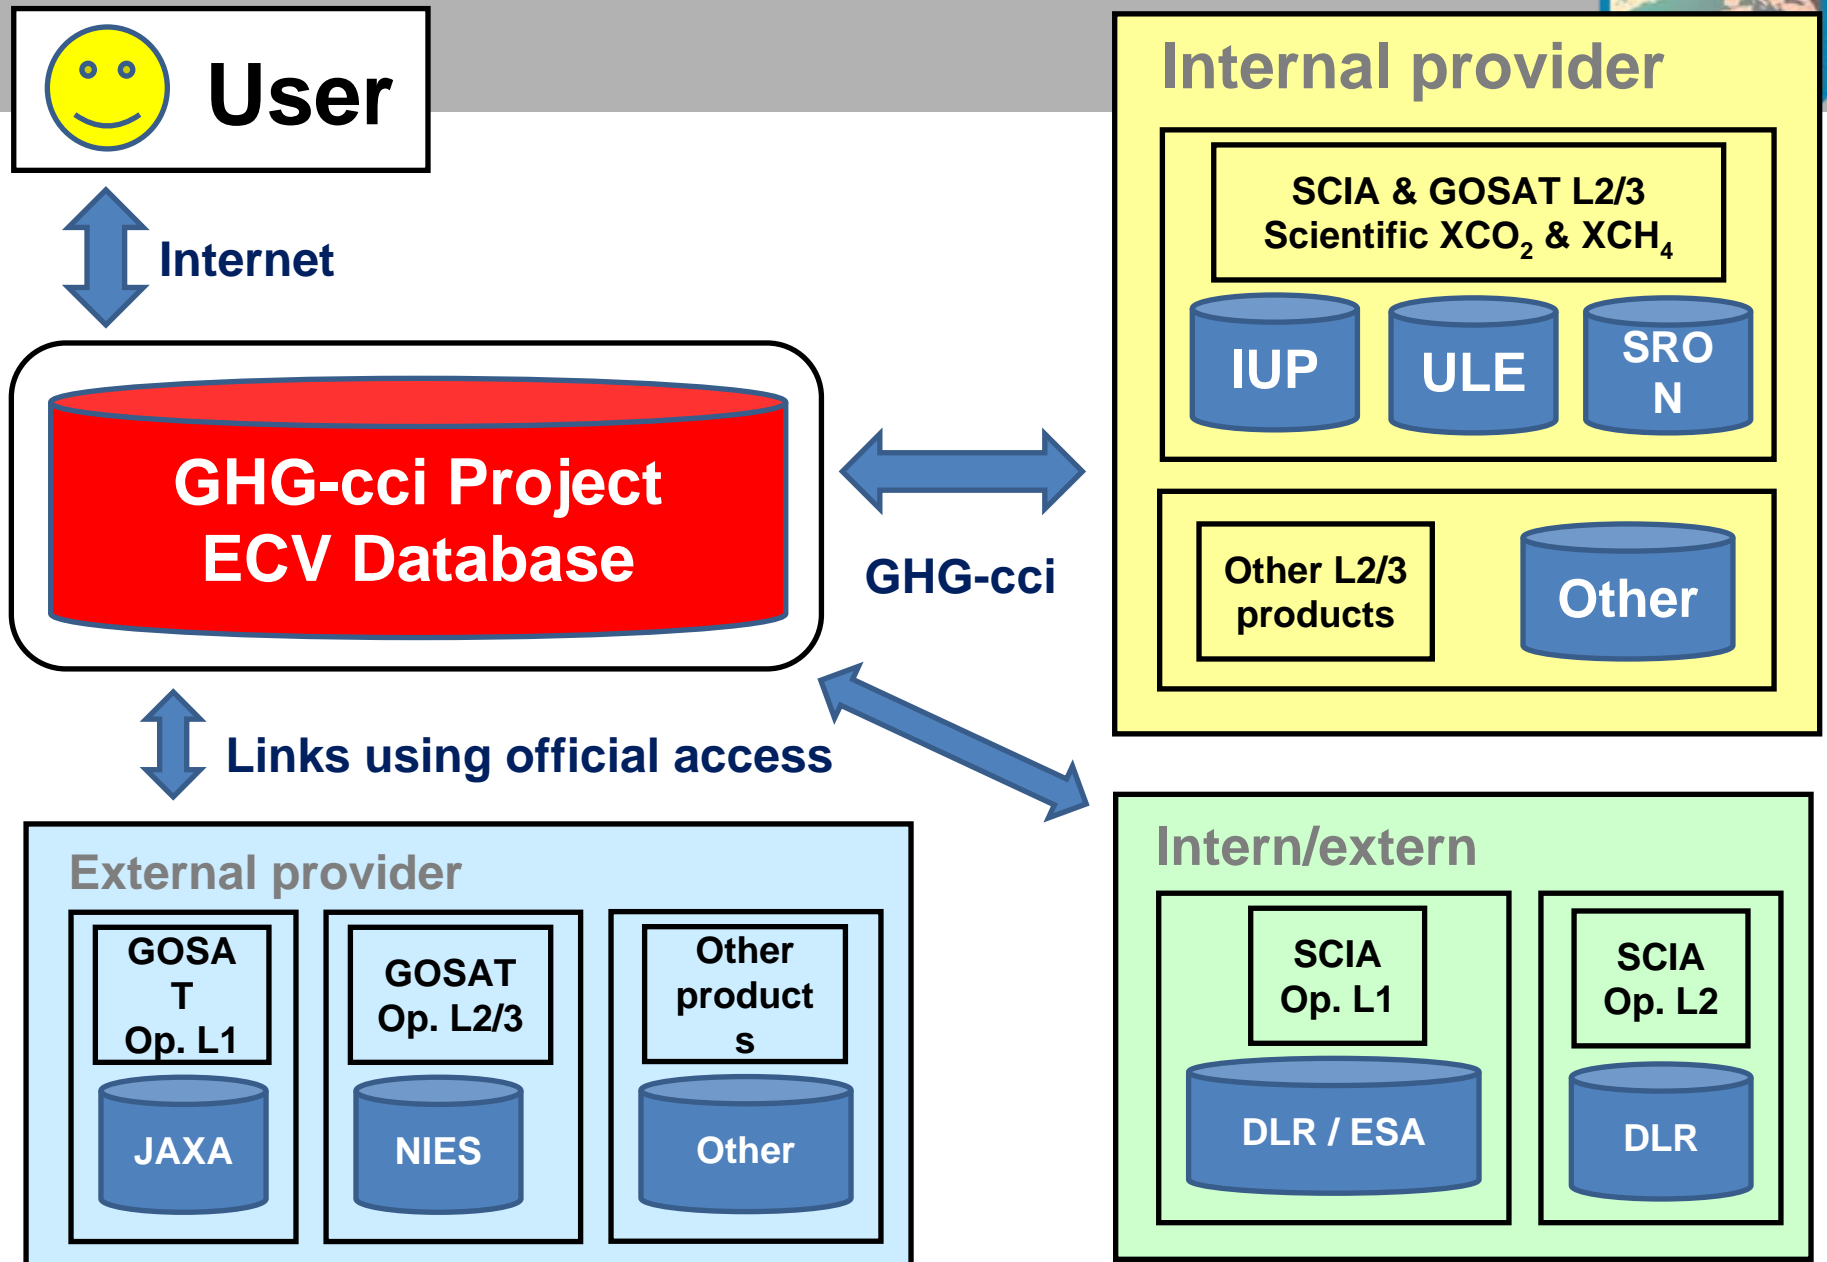 User
Internet
GHG-cci Project
ECV Database
GHG-cci
Links using official access
Internal provider
SCIA & GOSAT L2/3
Scientific XCO₂ & XCH₄
IUP
ULE
SRO
N
Other L2/3
products
Other
External provider
GOSA
T
Op. L1
JAXA
GOSAT
Op. L2/3
NIES
Other
product
s
Other
Intern/extern
SCIA
Op. L1
DLR / ESA
SCIA
Op. L2
DLR